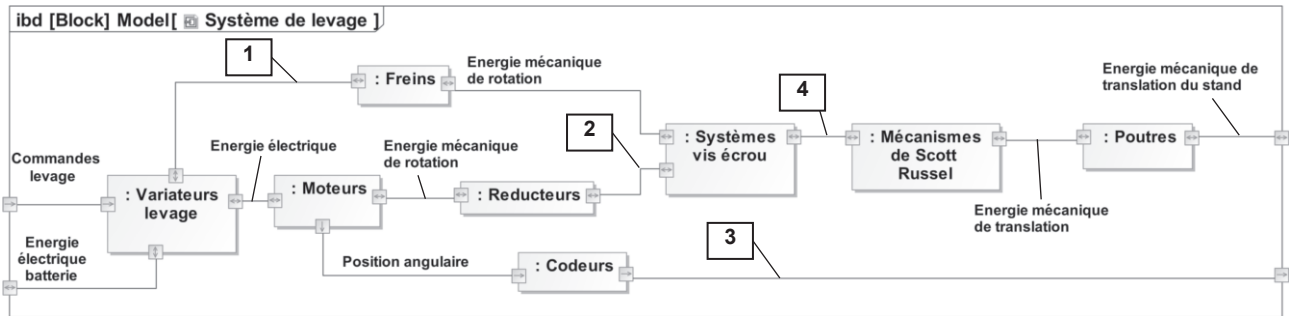 ibd [Block] Model[ Système de levage ]
1
: Freins
Energie mécanique
de rotation
4
Energie mécanique de
translation du stand
2
: Systèmes
vis écrou
: Mécanismes
de Scott
Russel
: Poutres
Commandes
levage
Energie électrique
Energie mécanique
de rotation
: Variateurs
levage
: Moteurs
: Reducteurs
Energie mécanique
de translation
Energie
électrique
batterie
Position angulaire
: Codeurs
3